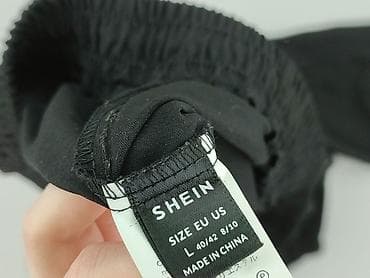 SHEIN
SIZE EU US
L 40/42 8/10
MADE IN CHINA